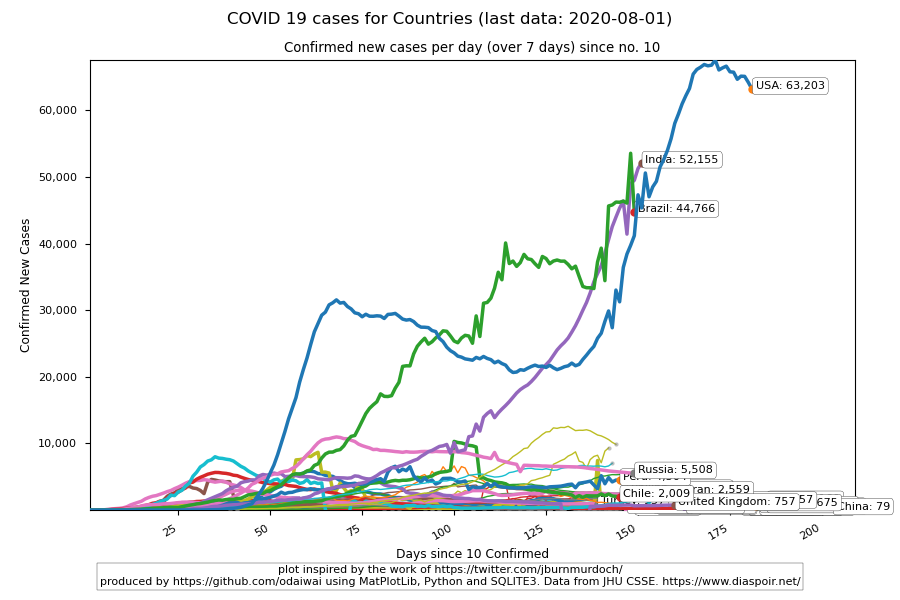 COVID 19 cases for Countries (last data: 2020-08-01)
Confirmed new cases per day (over 7 days) since no. 10
60,000
50,000
40,000
30,000
20,000
10,000
Confirmed New Cases
USA: 63,203
India: 52,155
Brazil: 44,766
Russia: 5,508
ran: 2,559
Chile: 2,009
United Kingdom: 757
57
675
China: 79
25
50
75
100
125
150
175
200
Days since 10 Confirmed
plot inspired by the work of https://twitter.com/jburnmurdoch/
produced by https://github.com/odaiwai using MatPlotLib, Python and SQLITE3. Data from JHU CSSE. https://www.diaspoir.net/